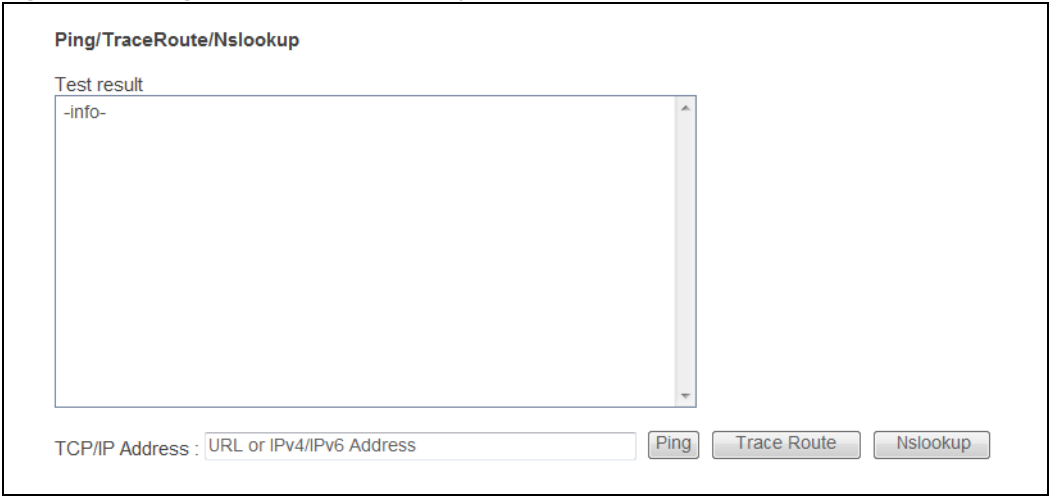 Ping/TraceRoute/Nslookup
Test result
-info-
TCP/IP Address : URL or IPv4/IPv6 Address Ping Trace Route Nslookup